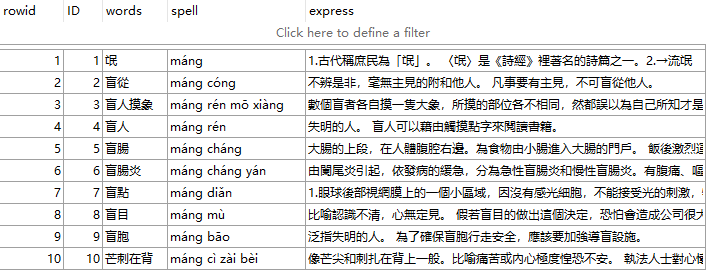 rowid ID words spell express
Click here to define a filter
1 1 氓 máng 1.古代稱庶民為「氓」。 〈氓〉是《詩經》裡著名的詩篇之一。2.→流氓
2 2 盲從 máng cóng 不辨是非，毫無主見的附和他人。 凡事要有主見，不可盲從他人。
3 3 盲人摸象 máng rén mō xiàng 數個盲者各自摸一隻大象，所摸的部位各不相同，然都誤以為自己所知才是
4 4 盲人 máng rén 失明的人。 盲人可以藉由觸摸點字來閱讀書籍。
5 5 盲腸 máng cháng 大腸的上段，在人體腹腔右邊。為食物由小腸進入大腸的門戶。 飯後激烈
6 6 盲腸炎 máng cháng yán 由闌尾炎引起，依發病的緩急，分為急性盲腸炎和慢性盲腸炎。有腹痛、嘔
7 7 盲點 máng diǎn 1.眼球後部視網膜上的一個小區域，因沒有感光細胞，不能接受光的刺激，
8 8 盲目 máng mù 比喻認識不清，心無定見。 假若盲目的做出這個決定，恐怕會造成公司很大
9 9 盲胞 máng bāo 泛指失明的人。 為了確保盲胞行走安全，應該要加強導盲設施。
10 10 芒刺在背 máng cì zài bèi 像芒尖和刺扎在背上一般。比喻痛苦或內心極度惶恐不安。 執法人士對心